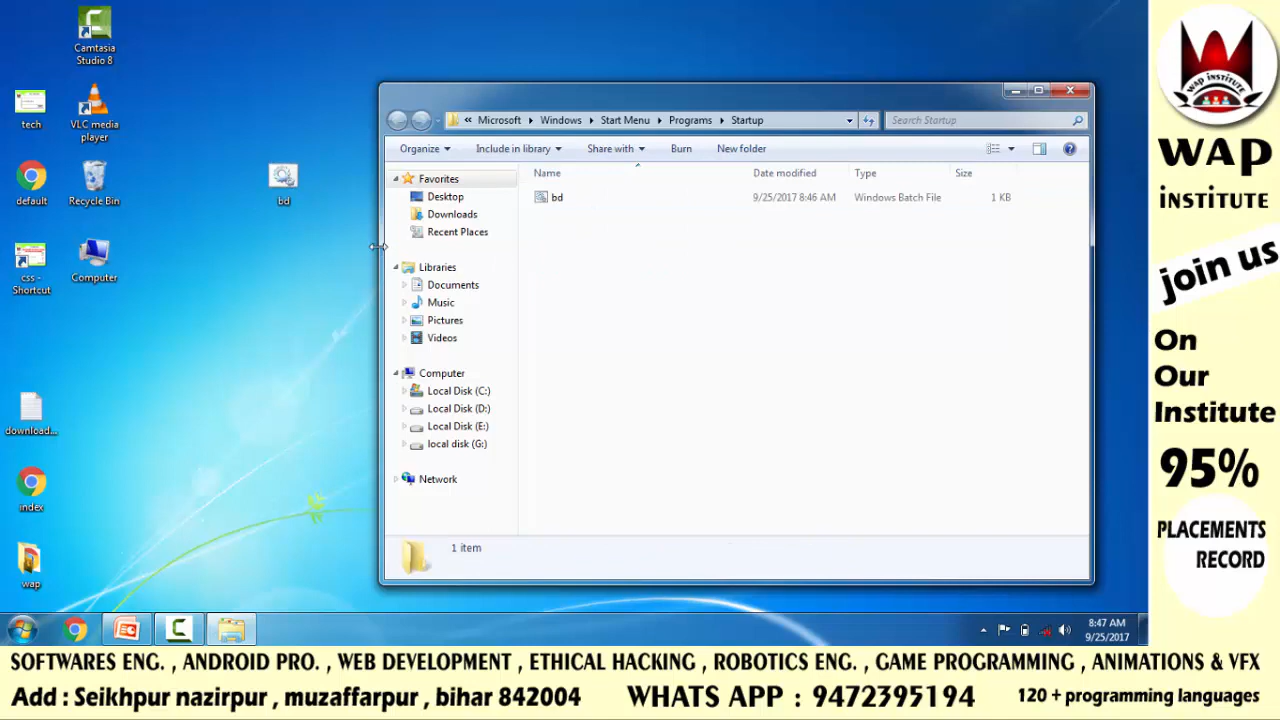 Camtasia
Studio 8
tech
VLC media
player
default
Recycle Bin
bd
css -
Shortcut
Computer
download...
index
wap
« Microsoft Windows Start Menu Programs Startup
Search Startup
Organize Include in library Share with Burn New folder
Favorites
Desktop
Downloads
Recent Places
Libraries
Documents
Music
Pictures
Videos
Computer
Local Disk (C:)
Local Disk (D:)
Local Disk (E:)
local disk (G:)
Network
Name Date modified Type Size
bd 9/25/2017 8:46 AM Windows Batch File 1 KB
1 item
8:47 AM
9/25/2017
wap institute
WAP
institute
join us
On
Our
Institute
95%
PLACEMENTS
RECORD
SOFTWARES ENG. , ANDROID PRO. , WEB DEVELOPMENT , ETHICAL HACKING , ROBOTICS ENG. , GAME PROGRAMMING , ANIMATIONS & VFX
Add : Seikhpur nazirpur , muzaffarpur , bihar 842004 WHATS APP : 9472395194 120 + programming languages